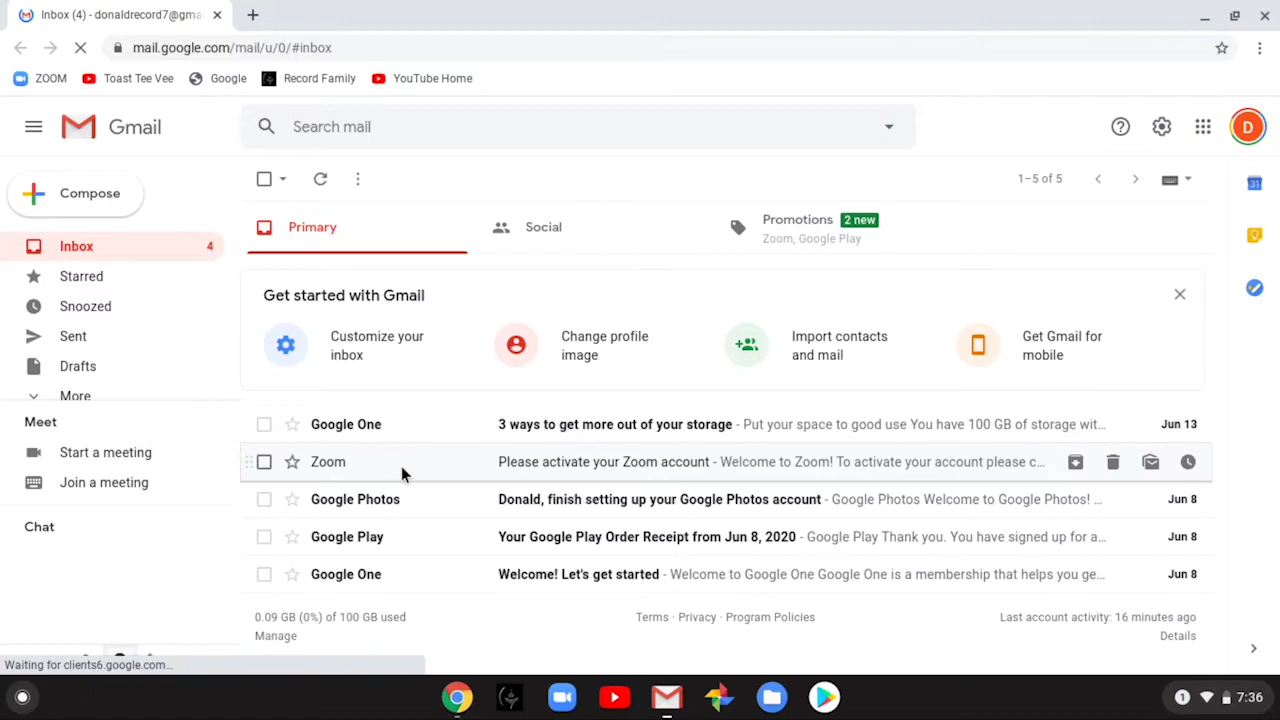 Inbox (4) - donaldrecord7@gma
mail.google.com/mail/u/0/#inbox
ZOOM Toast Tee Vee Google Record Family YouTube Home
Gmail
Search mail
D
Compose
1–5 of 5
31
Inbox 4
Starred
Snoozed
Sent
Drafts
More
Meet
Start a meeting
Join a meeting
Chat
Primary
Social
Promotions 2 new
Zoom, Google Play
Get started with Gmail
Customize your inbox
Change profile image
Import contacts and mail
Get Gmail for mobile
Google One 3 ways to get more out of your storage - Put your space to good use You have 100 GB of storage wit... Jun 13
Zoom Please activate your Zoom account - Welcome to Zoom! To activate your account please c...
Google Photos Donald, finish setting up your Google Photos account - Google Photos Welcome to Google Photos! ... Jun 8
Google Play Your Google Play Order Receipt from Jun 8, 2020 - Google Play Thank you. You have signed up for a... Jun 8
Google One Welcome! Let's get started - Welcome to Google One Google One is a membership that helps you ge... Jun 8
0.09 GB (0%) of 100 GB used
Manage
Terms · Privacy · Program Policies
Last account activity: 16 minutes ago
Details
Waiting for clients6.google.com...
1 7:36